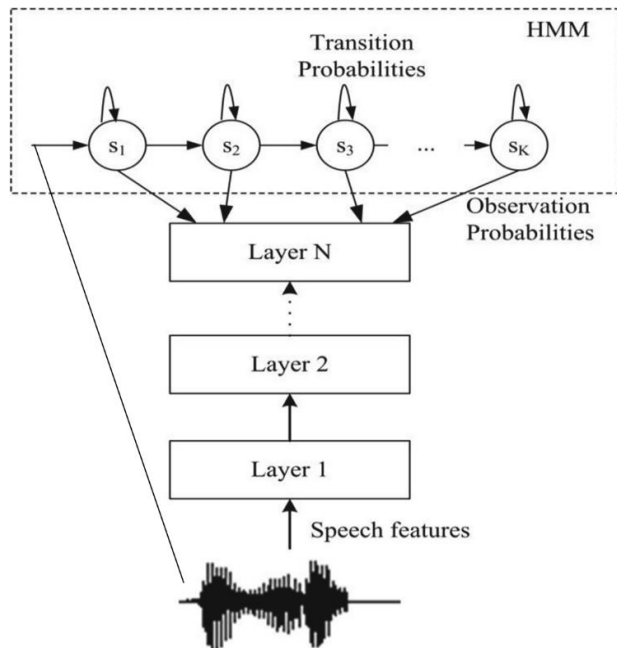 HMM
Transition
Probabilities
s1 s2 s3 ... sK
Observation
Probabilities
Layer N
Layer 2
Layer 1
Speech features